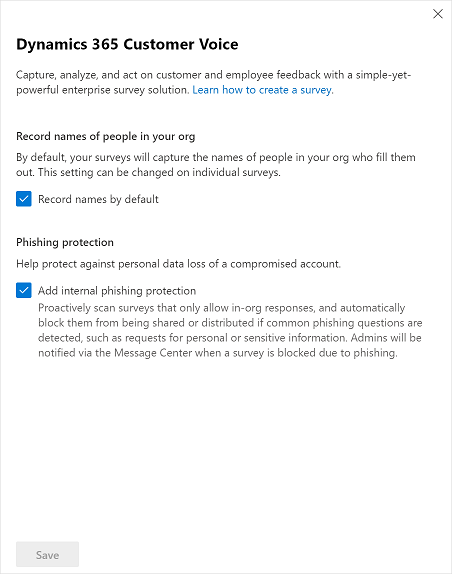 Dynamics 365 Customer Voice
Capture, analyze, and act on customer and employee feedback with a simple-yet-
powerful enterprise survey solution. Learn how to create a survey.
Record names of people in your org
By default, your surveys will capture the names of people in your org who fill them
out. This setting can be changed on individual surveys.
Record names by default
Phishing protection
Help protect against personal data loss of a compromised account.
Add internal phishing protection
Proactively scan surveys that only allow in-org responses, and automatically
block them from being shared or distributed if common phishing questions are
detected, such as requests for personal or sensitive information. Admins will be
notified via the Message Center when a survey is blocked due to phishing.
Save